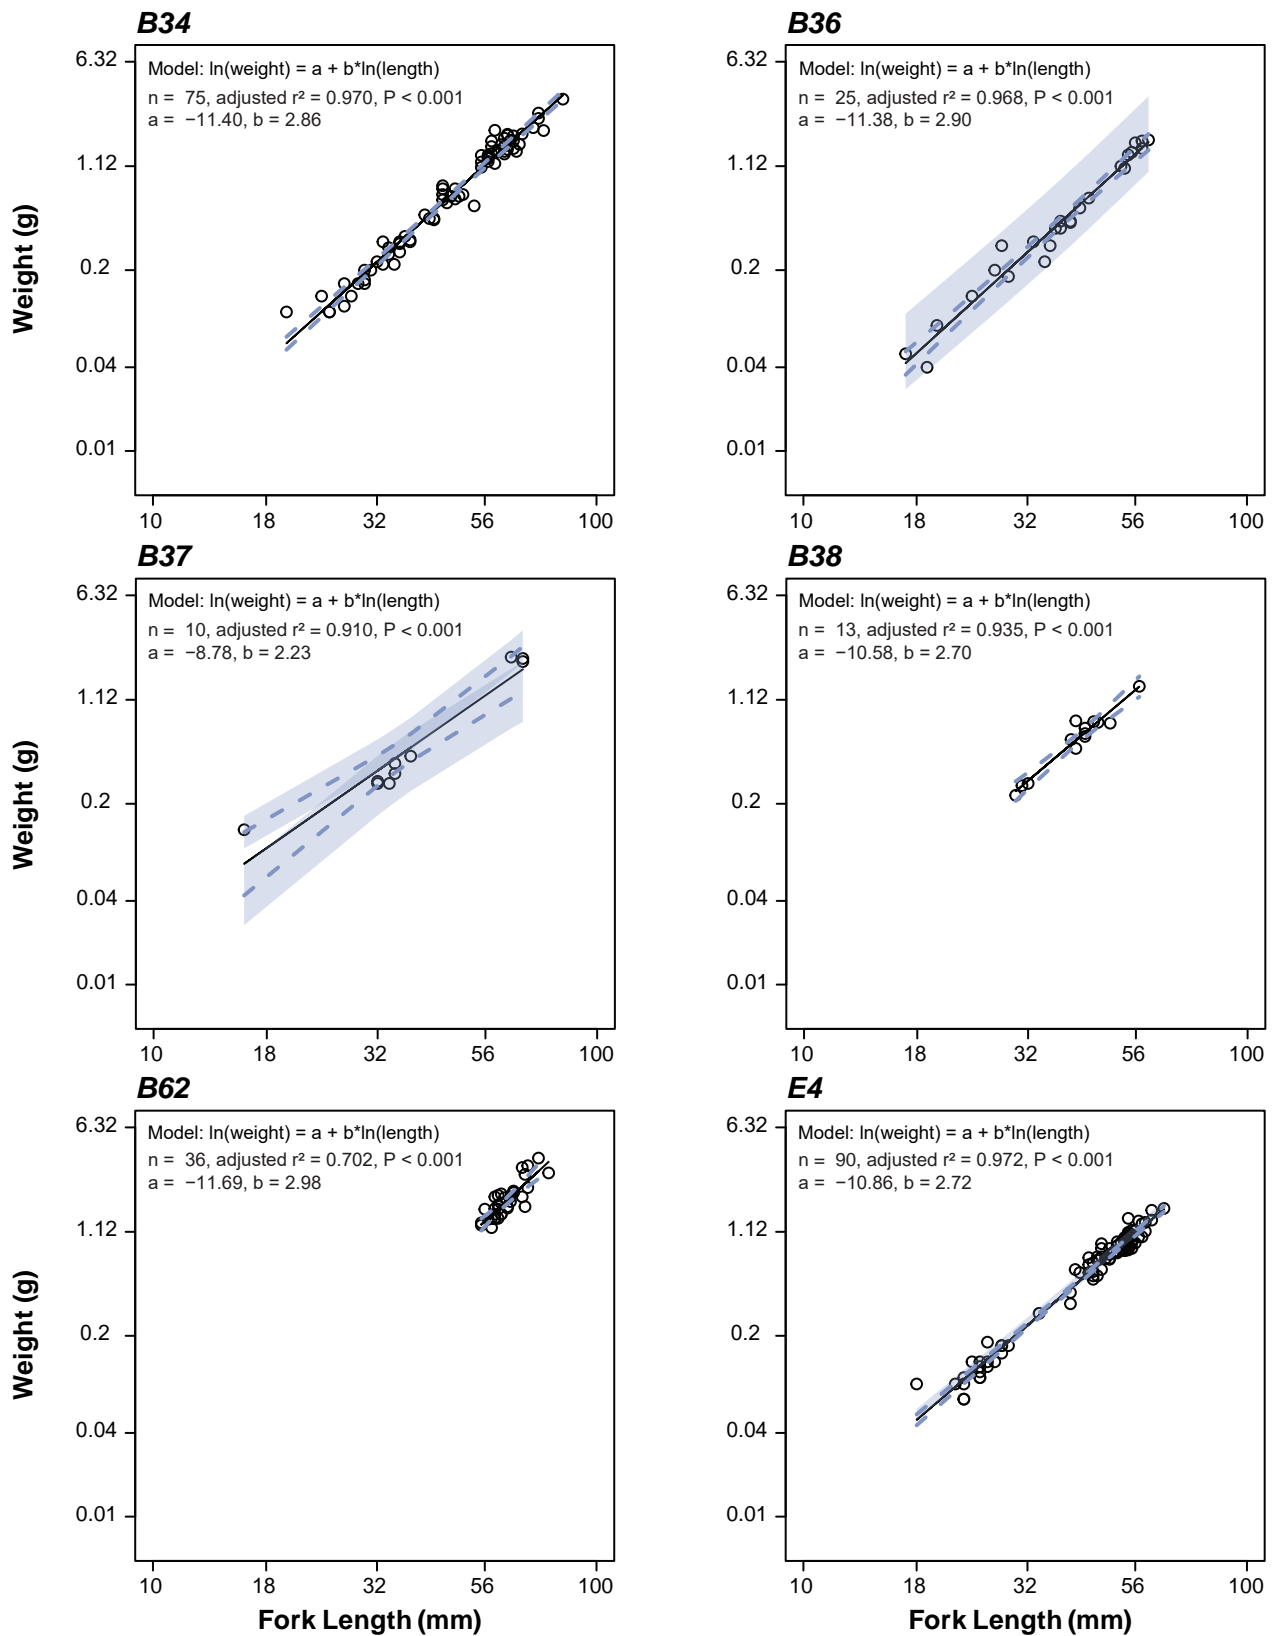 B34
Model: ln(weight) = a + b*ln(length)
n = 75, adjusted r² = 0.970, P < 0.001
a = −11.40, b = 2.86
6.32
1.12
0.2
0.04
0.01
Weight (g)
10 18 32 56 100
B36
Model: ln(weight) = a + b*ln(length)
n = 25, adjusted r² = 0.968, P < 0.001
a = −11.38, b = 2.90
6.32
1.12
0.2
0.04
0.01
10 18 32 56 100
B37
Model: ln(weight) = a + b*ln(length)
n = 10, adjusted r² = 0.910, P < 0.001
a = −8.78, b = 2.23
6.32
1.12
0.2
0.04
0.01
Weight (g)
10 18 32 56 100
B38
Model: ln(weight) = a + b*ln(length)
n = 13, adjusted r² = 0.935, P < 0.001
a = −10.58, b = 2.70
6.32
1.12
0.2
0.04
0.01
10 18 32 56 100
B62
Model: ln(weight) = a + b*ln(length)
n = 36, adjusted r² = 0.702, P < 0.001
a = −11.69, b = 2.98
6.32
1.12
0.2
0.04
0.01
Weight (g)
10 18 32 56 100
Fork Length (mm)
E4
Model: ln(weight) = a + b*ln(length)
n = 90, adjusted r² = 0.972, P < 0.001
a = −10.86, b = 2.72
6.32
1.12
0.2
0.04
0.01
10 18 32 56 100
Fork Length (mm)